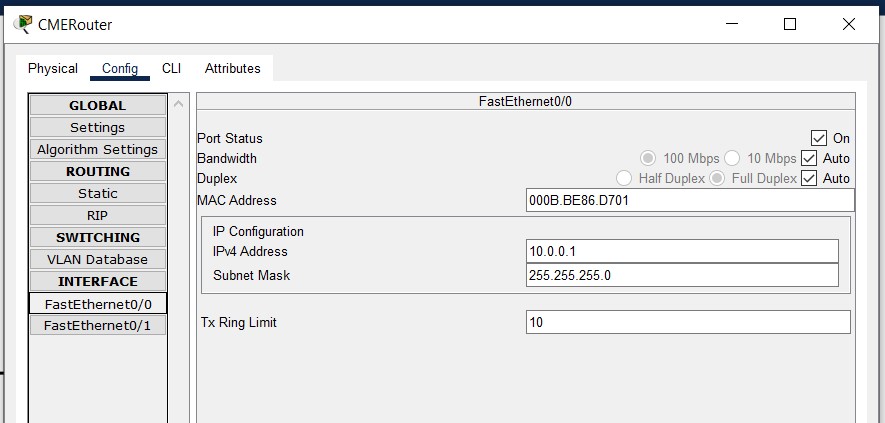 CMERouter
Physical Config CLI Attributes
GLOBAL
Settings
Algorithm Settings
ROUTING
Static
RIP
SWITCHING
VLAN Database
INTERFACE
FastEthernet0/0
FastEthernet0/1
FastEthernet0/0
Port Status On
Bandwidth 100 Mbps 10 Mbps Auto
Duplex Half Duplex Full Duplex Auto
MAC Address 000B.BE86.D701
IP Configuration
IPv4 Address 10.0.0.1
Subnet Mask 255.255.255.0
Tx Ring Limit 10